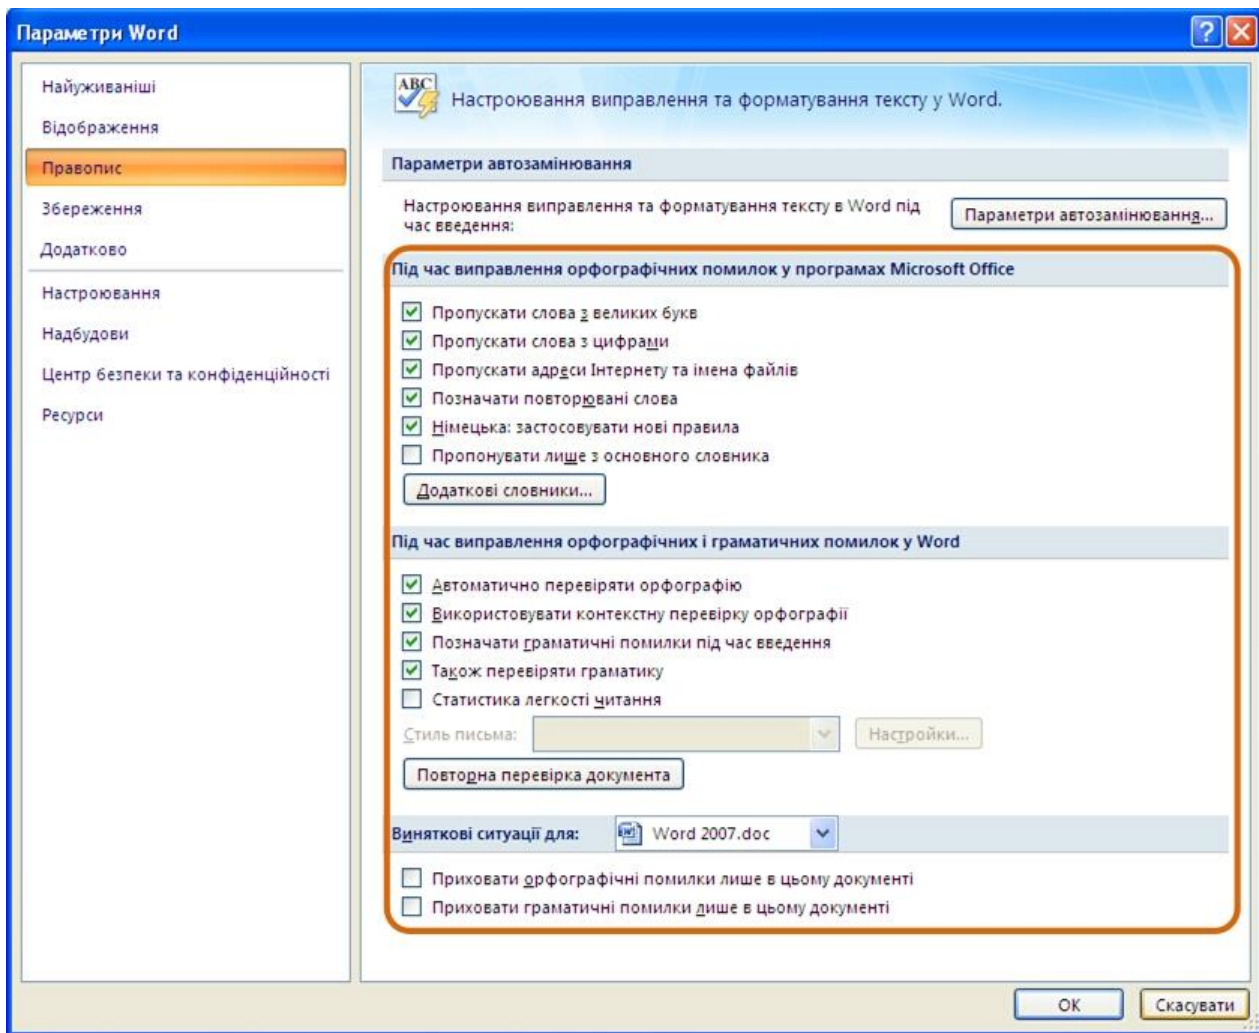 Параметри Word
Найуживаніші
Відображення
Правопис
Збереження
Додатково
Настроювання
Надбудови
Центр безпеки та конфіденційності
Ресурси
ABC
Настроювання виправлення та форматування тексту у Word.
Параметри автозамінювання
Настроювання виправлення та форматування тексту в Word під
час введення:
Параметри автозамінювання...
Під час виправлення орфографічних помилок у програмах Microsoft Office
Пропускати слова з великих букв
Пропускати слова з цифрами
Пропускати адреси Інтернету та імена файлів
Позначати повторювані слова
Німецька: застосовувати нові правила
Пропонувати лише з основного словника
Додаткові словники...
Під час виправлення орфографічних і граматичних помилок у Word
Автоматично перевіряти орфографію
Використовувати контекстну перевірку орфографії
Позначати граматичні помилки під час введення
Також перевіряти граматику
Статистика легкості читання
Стиль письма:
Настройки...
Повторна перевірка документа
Виняткові ситуації для:
Word 2007.doc
Приховати орфографічні помилки лише в цьому документі
Приховати граматичні помилки лише в цьому документі
ОК
Скасувати